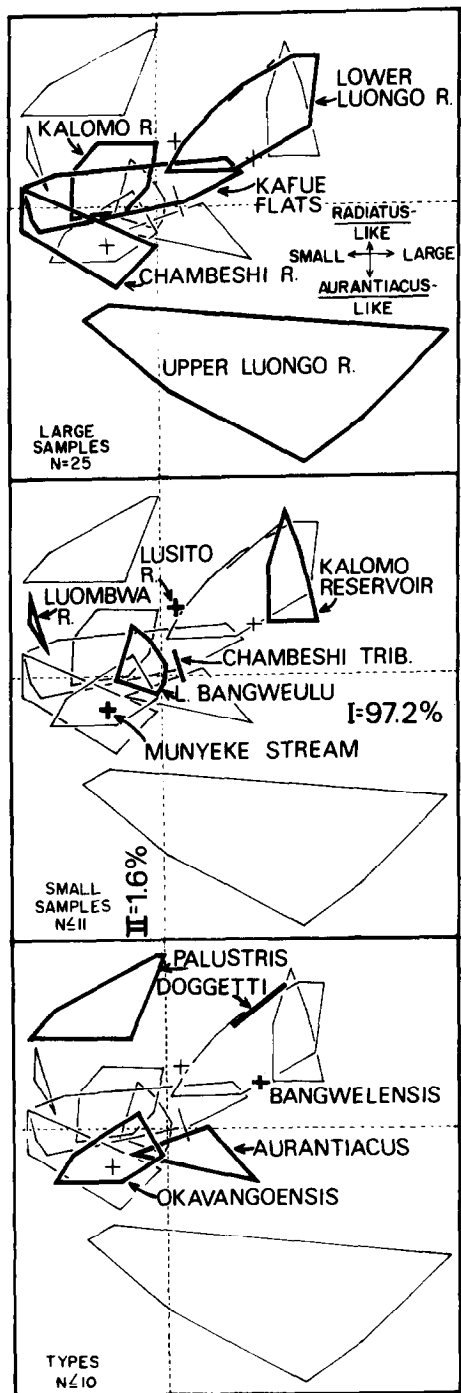 LOWER
LUONGO R.
KALOMO R.
KAFUE
FLATS
RADIATUS-
LIKE
SMALL LARGE
AURANTIACUS-
LIKE
CHAMBESHI R.
UPPER LUONGO R.
LARGE
SAMPLES
N=25
LUSITO
R.
LUOMBWA
R.
KALOMO
RESERVOIR
CHAMBESHI TRIB.
L. BANGWEULU
I=97.2%
MUNYEKE STREAM
II=1.6%
SMALL
SAMPLES
N≤11
PALUSTRIS
DOGGETTI
BANGWELENSIS
AURANTIACUS
OKAVANGOENSIS
TYPES
N≤10